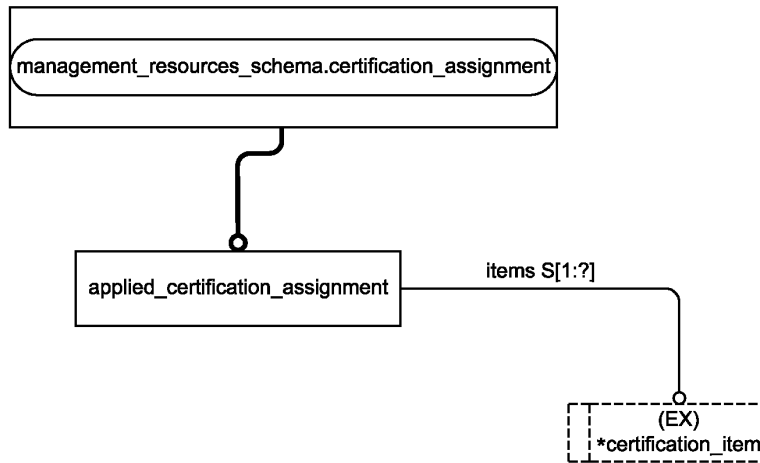 management_resources_schema.certification_assignment
applied_certification_assignment
items S[1:?]
(EX)
*certification_item